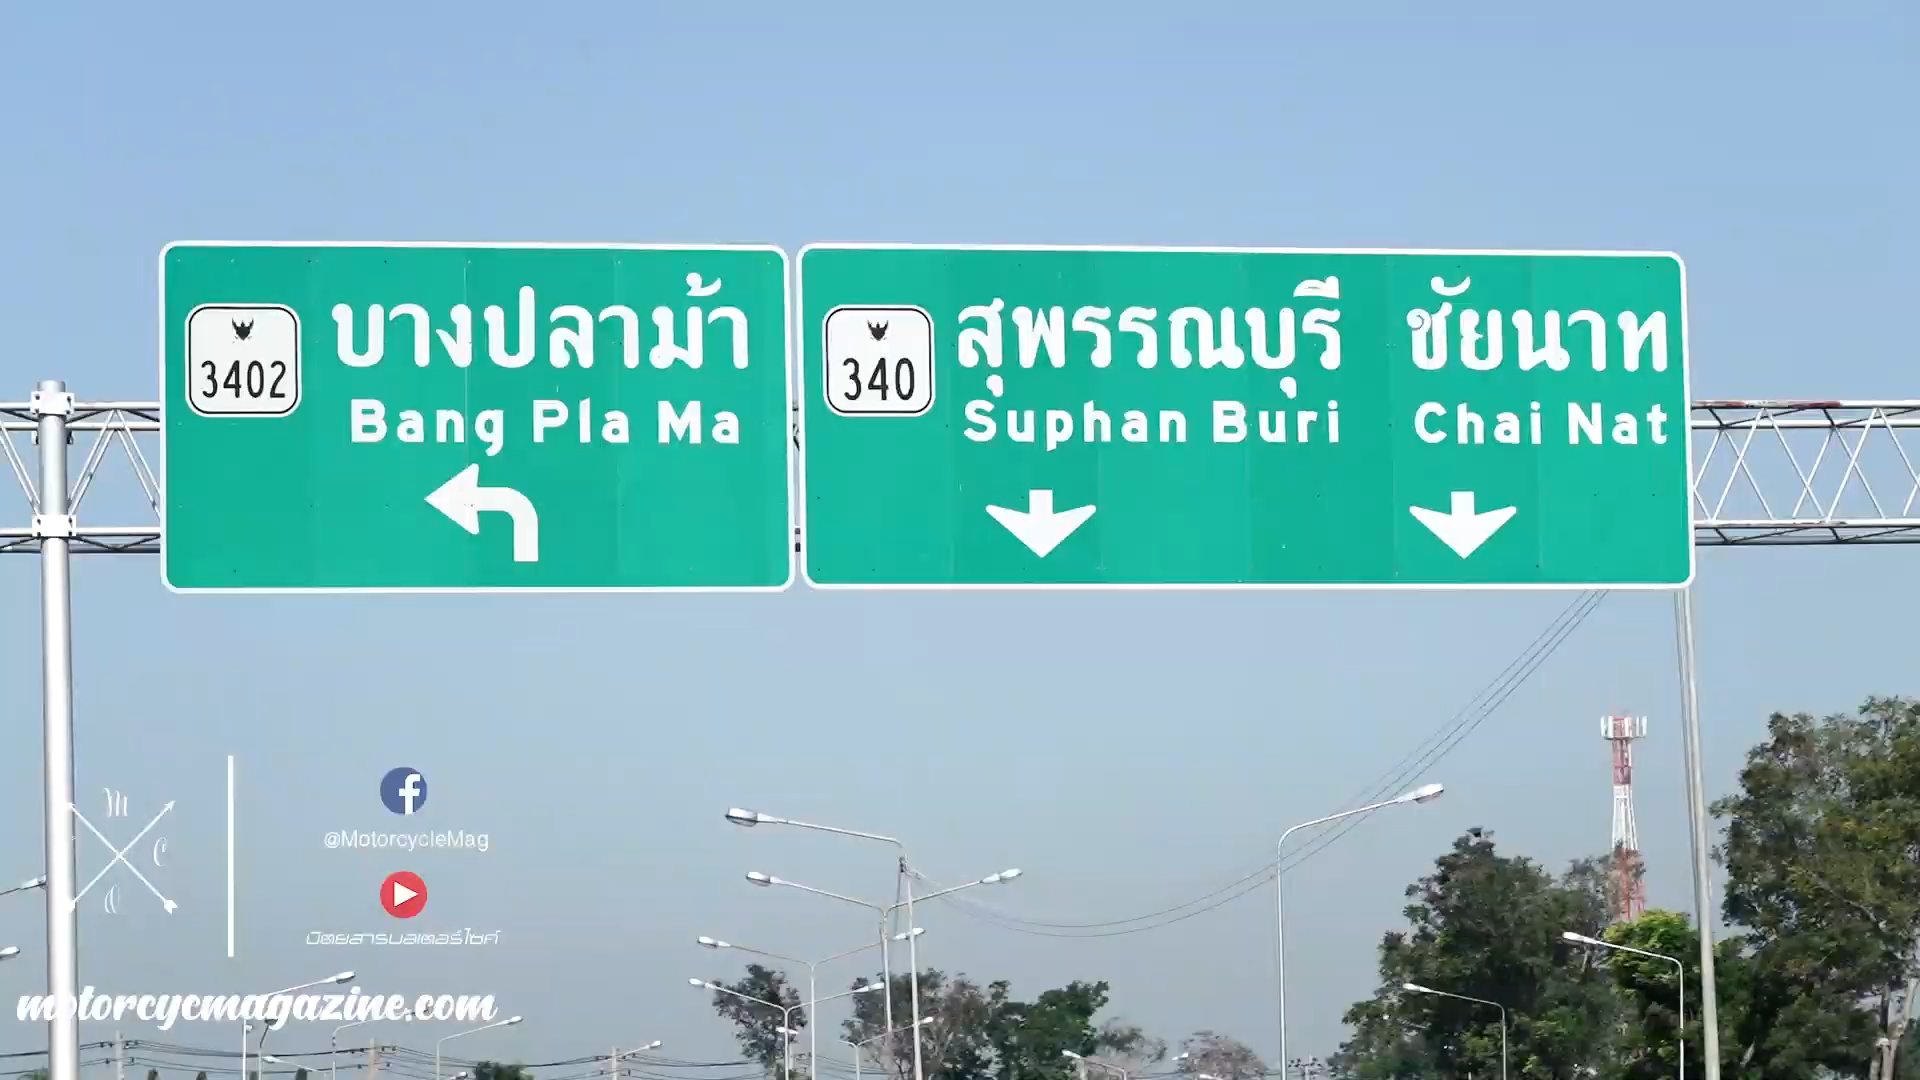 3402
บางปลาม้า
Bang Pla Ma
340
สุพรรณบุรี ชัยนาท
Suphan Buri Chai Nat
M
C
@MotorcycleMag
นิตยสารมอเตอร์ไซค์
motorcycmagazine.com